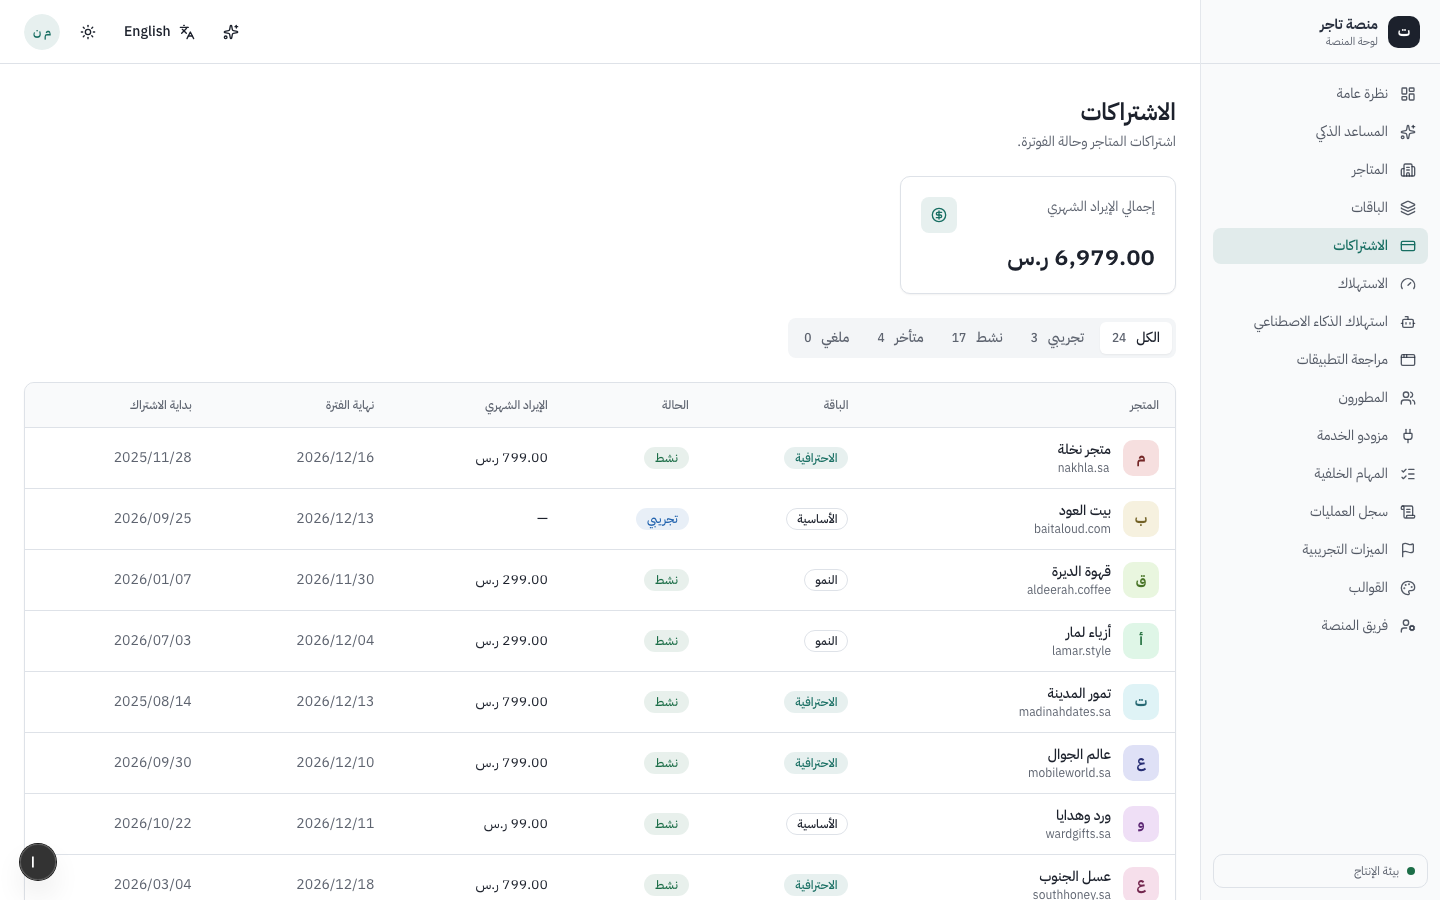 ت
منصة تاجر
لوحة المنصة
English
م ن
نظرة عامة
المساعد الذكي
المتاجر
الباقات
الاشتراكات
الاستهلاك
استهلاك الذكاء الاصطناعي
مراجعة التطبيقات
المطورون
مزودو الخدمة
المهام الخلفية
سجل العمليات
الميزات التجريبية
القوالب
فريق المنصة
بيئة الإنتاج
الاشتراكات
اشتراكات المتاجر وحالة الفوترة.
إجمالي الإيراد الشهري
6,979.00 ر.س
الكل 24 تجريبي 3 نشط 17 متأخر 4 ملغي 0
المتجر الباقة الحالة الإيراد الشهري نهاية الفترة بداية الاشتراك
م متجر نخلة الاحترافية نشط 799.00 ر.س 2026/12/16 2025/11/28
nakhla.sa
ب بيت العود الأساسية تجريبي — 2026/12/13 2026/09/25
baitaloud.com
ق قهوة الديرة النمو نشط 299.00 ر.س 2026/11/30 2026/01/07
aldeerah.coffee
أ أزياء لمار النمو نشط 299.00 ر.س 2026/12/04 2026/07/03
lamar.style
ت تمور المدينة الاحترافية نشط 799.00 ر.س 2026/12/13 2025/08/14
madinahdates.sa
ع عالم الجوال الاحترافية نشط 799.00 ر.س 2026/12/10 2026/09/30
mobileworld.sa
و ورد وهدايا الأساسية نشط 99.00 ر.س 2026/12/11 2026/10/22
wardgifts.sa
ع عسل الجنوب الاحترافية نشط 799.00 ر.س 2026/12/18 2026/03/04
southhoney.sa